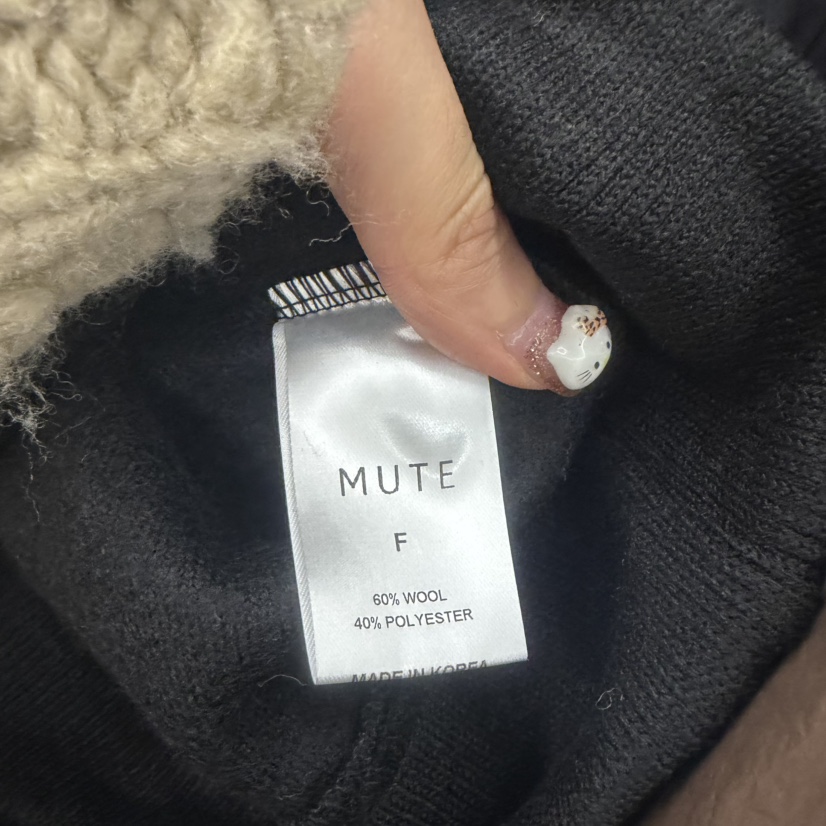 MUTE
F
60% WOOL
40% POLYESTER
MADE IN KOREA